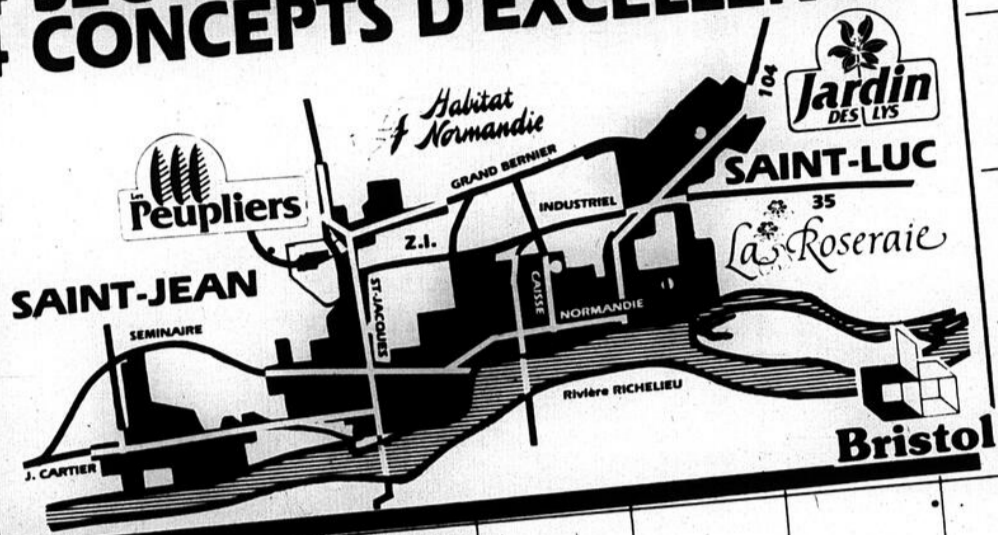 CONCEPTS D'EXCELLEN
Habitat
Normandie
104
Jardin
DES LYS
Les
Peupliers
GRAND BERNIER
SAINT-LUC
INDUSTRIEL
35
Z.I.
La Roseraie
SAINT-JEAN
ST-JACQUES
CAISSE
NORMANDIE
SEMINAIRE
Rivière RICHELIEU
J. CARTIER
Bristol